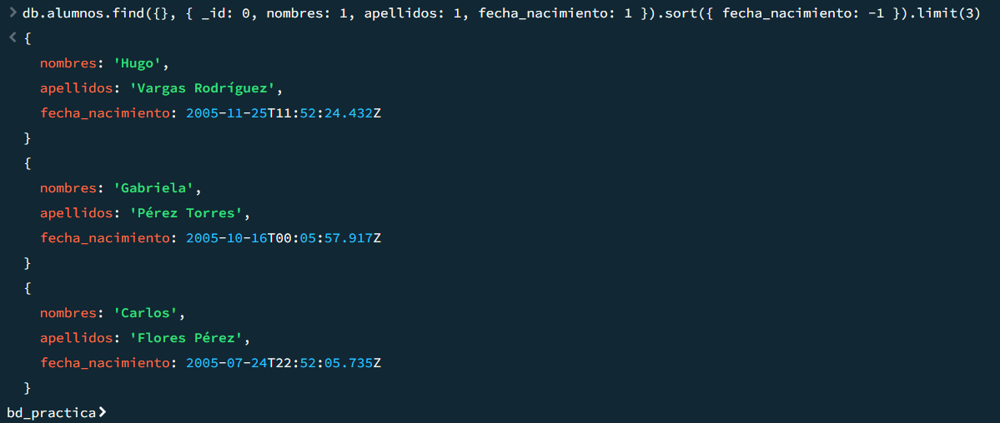 db.alumnos.find({}, { _id: 0, nombres: 1, apellidos: 1, fecha_nacimiento: 1 }).sort({ fecha_nacimiento: -1 }).limit(3)
{
nombres: 'Hugo',
apellidos: 'Vargas Rodríguez',
fecha_nacimiento: 2005-11-25T11:52:24.432Z
}
{
nombres: 'Gabriela',
apellidos: 'Pérez Torres',
fecha_nacimiento: 2005-10-16T00:05:57.917Z
}
{
nombres: 'Carlos',
apellidos: 'Flores Pérez',
fecha_nacimiento: 2005-07-24T22:52:05.735Z
}
bd_practica>